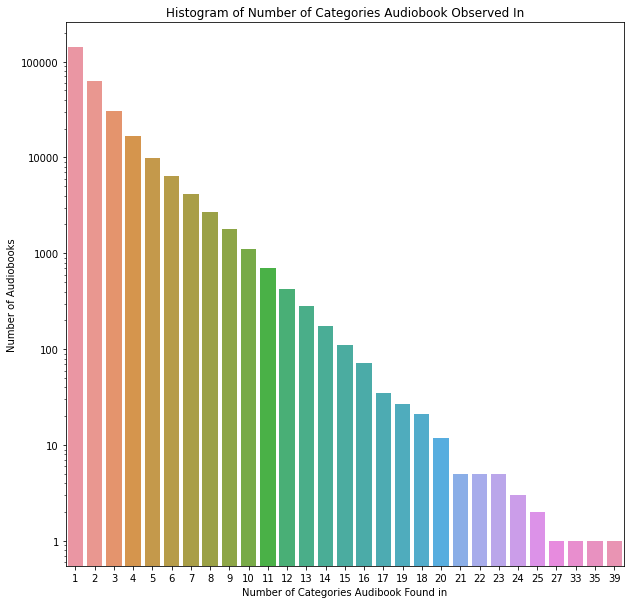 Histogram of Number of Categories Audiobook Observed In
100000
10000
1000
100
10
1
Number of Audiobooks
1 2 3 4 5 6 7 8 9 10 11 12 13 14 15 16 17 19 18 20 21 22 23 24 25 27 33 35 39
Number of Categories Audibook Found in